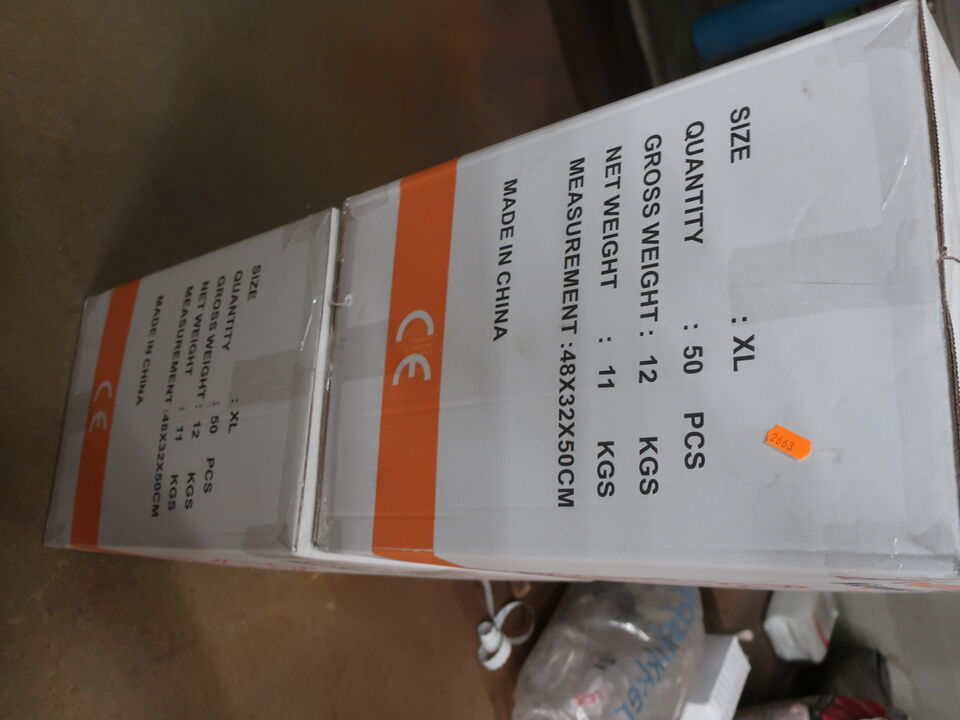 SIZE : XL
QUANTITY : 50 PCS
GROSS WEIGHT : 12 KGS
NET WEIGHT : 11 KGS
MEASUREMENT :48X32X50CM
MADE IN CHINA
CE
2663
SIZE : XL
QUANTITY : 50 PCS
GROSS WEIGHT : 12 KGS
NET WEIGHT : 11 KGS
MEASUREMENT :48X32X50CM
MADE IN CHINA
CE